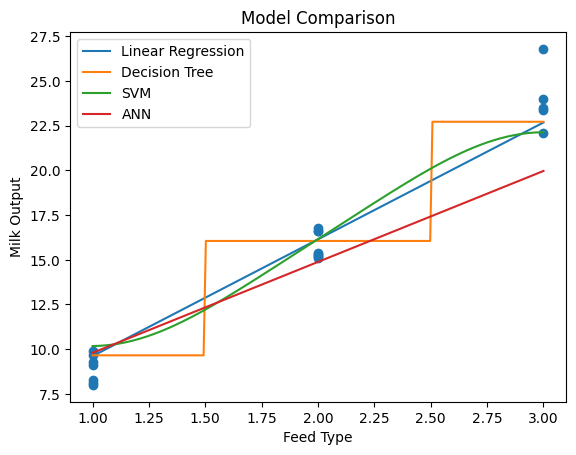 Model Comparison
Linear Regression
Decision Tree
SVM
ANN
27.5
25.0
22.5
20.0
17.5
15.0
12.5
10.0
7.5
Milk Output
1.00 1.25 1.50 1.75 2.00 2.25 2.50 2.75 3.00
Feed Type